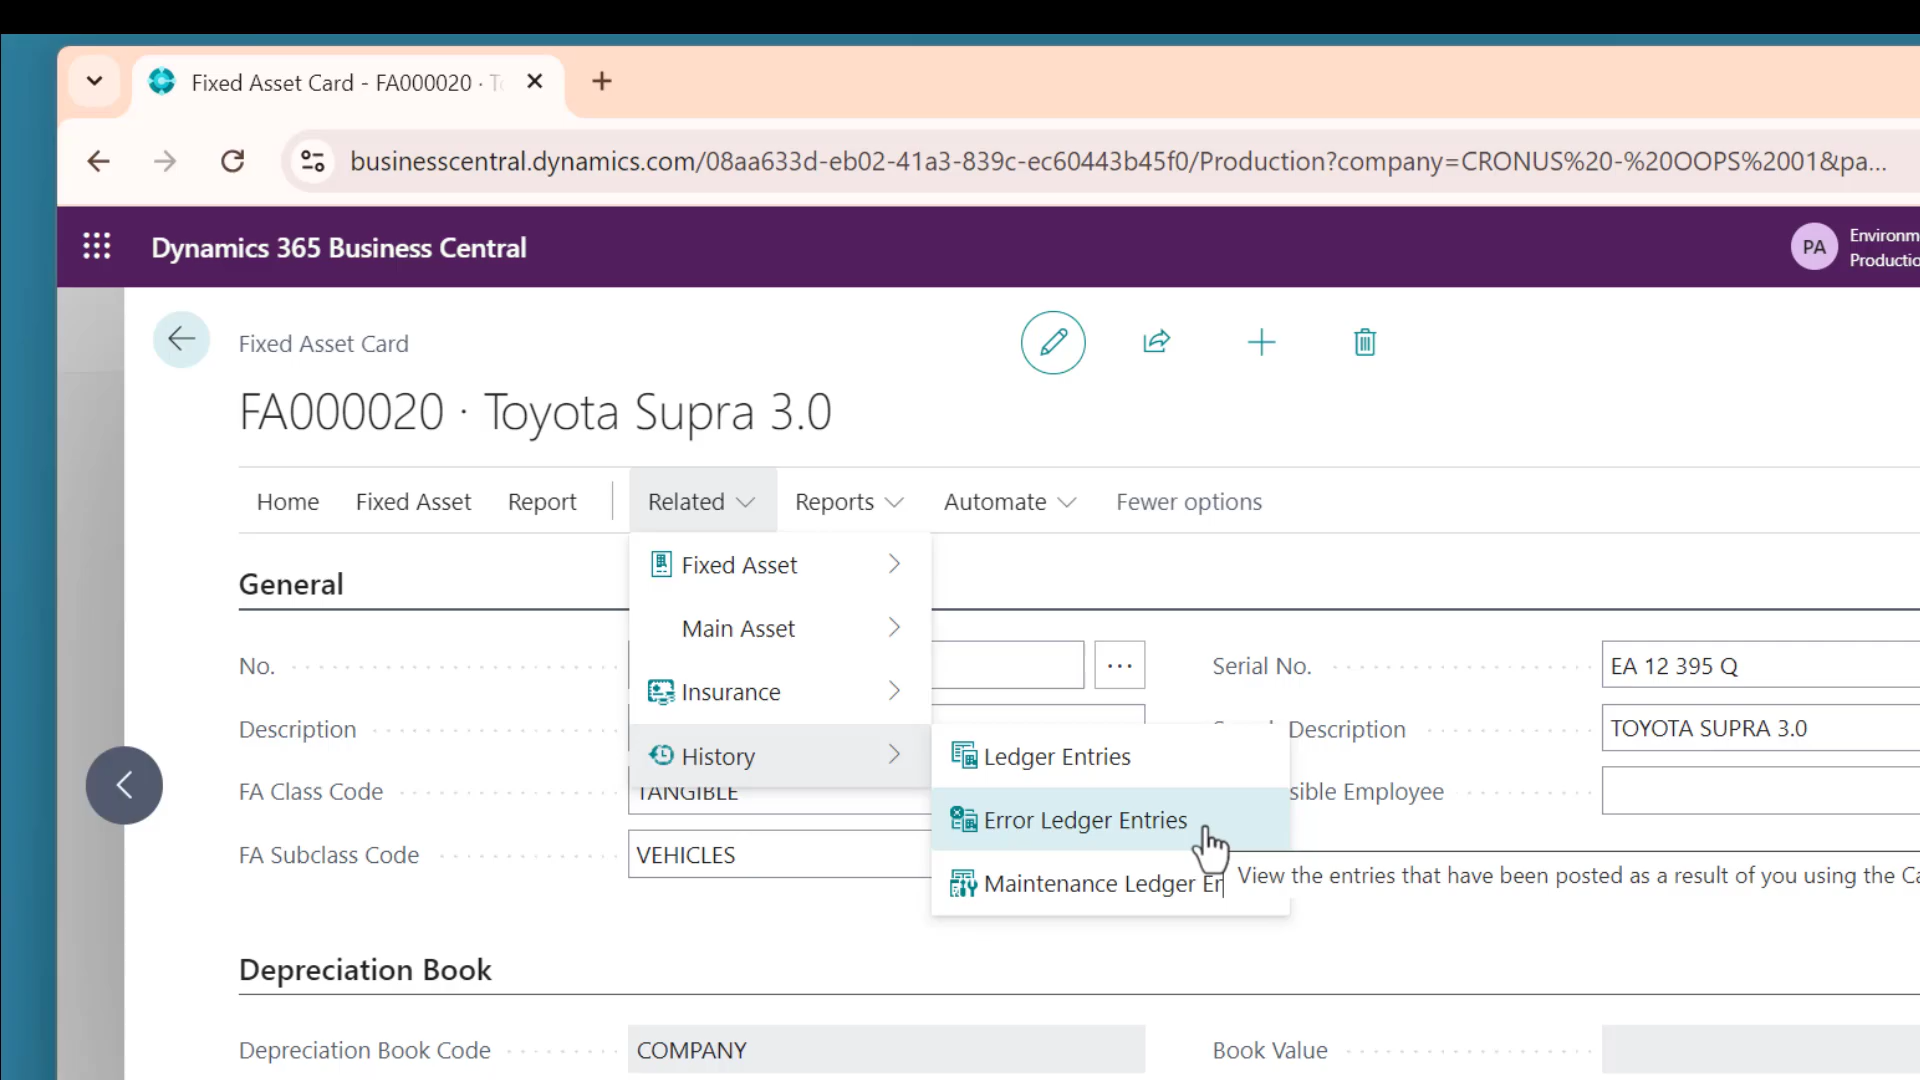 Fixed Asset Card - FA000020 ·
businesscentral.dynamics.com/08aa633d-eb02-41a3-839c-ec60443b45f0/Production?company=CRONUS%20-%20OOPS%2001&pa...
Dynamics 365 Business Central
PA
Environm
Productio
Fixed Asset Card
FA000020 · Toyota Supra 3.0
Home Fixed Asset Report Related Reports Automate Fewer options
Fixed Asset
General
Main Asset
No.
...
Serial No. EA 12 395 Q
Insurance
Description
Description TOYOTA SUPRA 3.0
History
Ledger Entries
FA Class Code TANGIBLE
sible Employee
Error Ledger Entries
FA Subclass Code VEHICLES
Maintenance Ledger Er
View the entries that have been posted as a result of you using the Ca
Depreciation Book
Depreciation Book Code COMPANY
Book Value